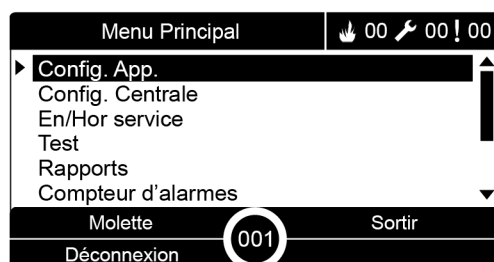 Menu Principal 00 00 00
Config. App.
Config. Centrale
En/Hor service
Test
Rapports
Compteur d'alarmes
Molette 001 Sortir
Déconnexion